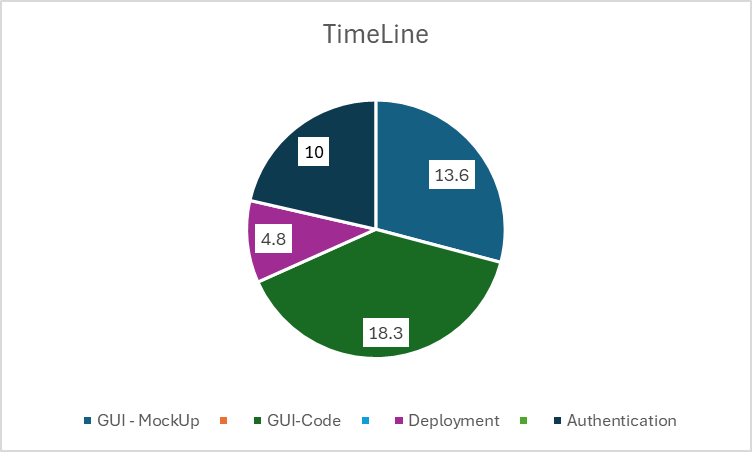 TimeLine
10
13.6
4.8
18.3
GUI - MockUp GUI-Code Deployment Authentication